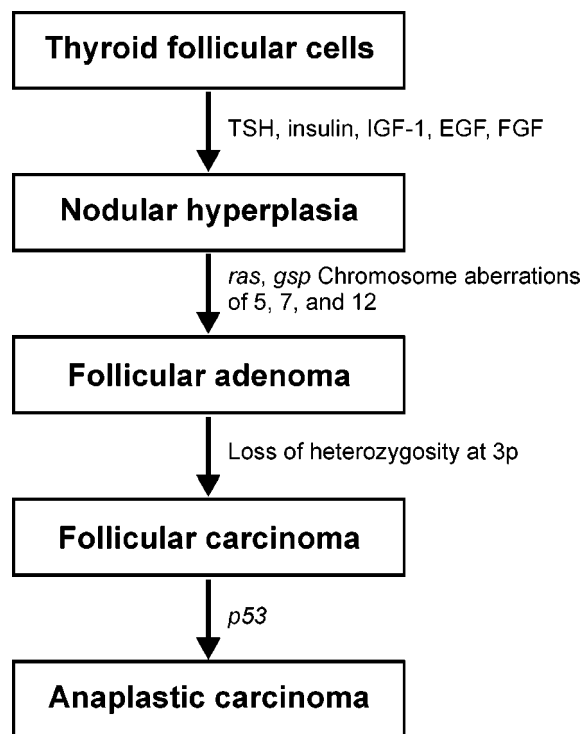 Thyroid follicular cells
TSH, insulin, IGF-1, EGF, FGF
Nodular hyperplasia
ras, gsp Chromosome aberrations
of 5, 7, and 12
Follicular adenoma
Loss of heterozygosity at 3p
Follicular carcinoma
p53
Anaplastic carcinoma